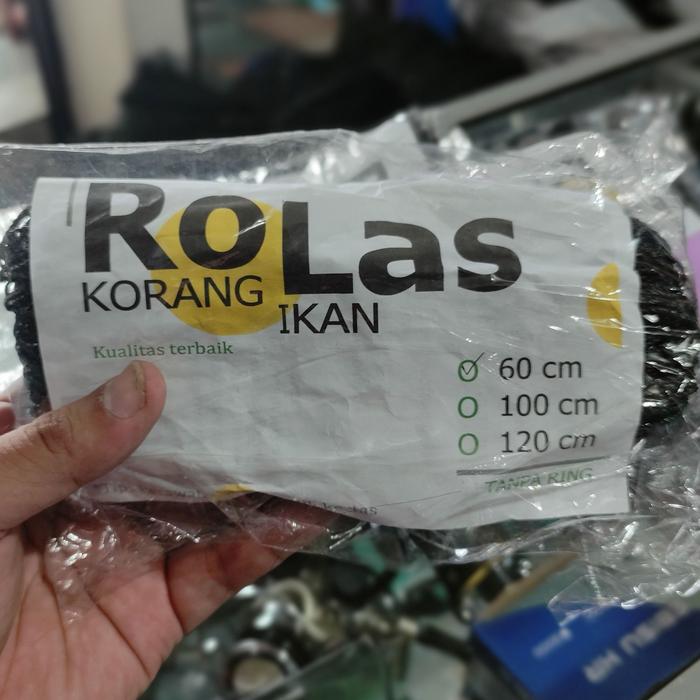 RoLas
KORANG
IKAN
Kualitas terbaik
60 cm
100 cm
120 cm
TANPA RING